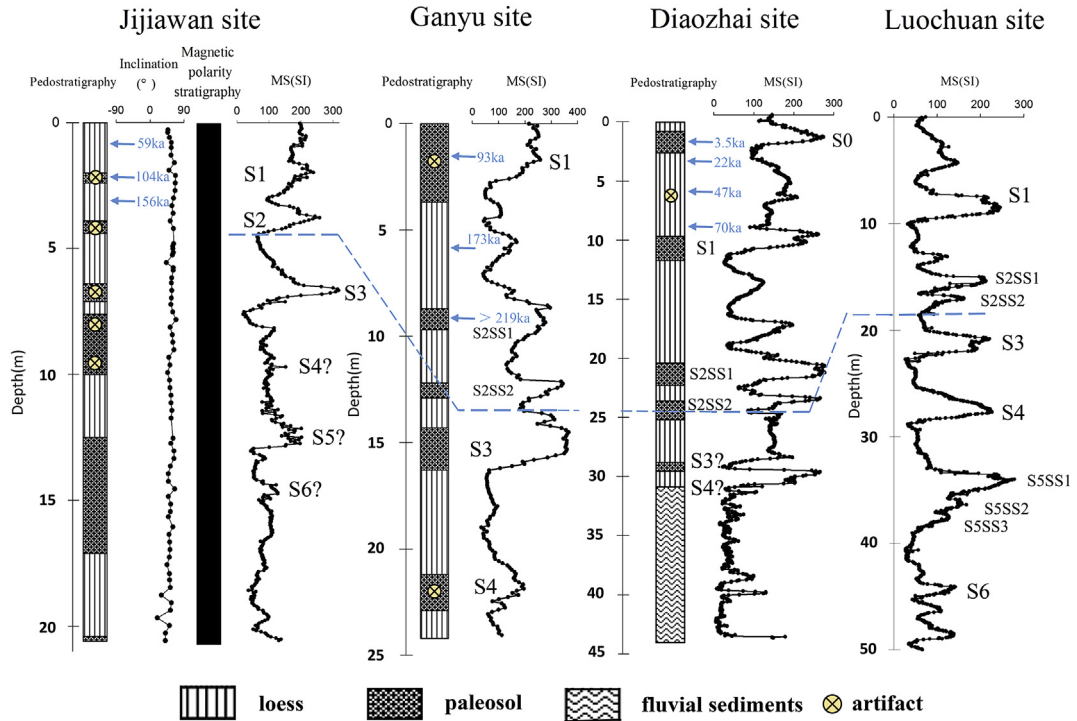 Jijiawan site
Ganyu site
Diaozhai site
Luochuan site
Pedostratigraphy
Inclination
(°)
-90 0 90
Magnetic
polarity
stratigraphy
MS(SI)
0 100 200 300
Depth(m)
0
5
10
15
20
59ka
104ka
156ka
S1
S2
S3
S4?
S5?
S6?
Pedostratigraphy
MS(SI)
0 200 400
Depth(m)
0
5
10
15
20
25
93ka
173ka
> 219ka
S1
S2SS1
S2SS2
S3
S4
Pedostratigraphy
MS(SI)
0 100 200 300
Depth(m)
0
5
10
15
20
25
30
35
40
45
3.5ka
22ka
47ka
70ka
S0
S1
S2SS1
S2SS2
S3?
S4?
MS(SI)
0 100 200 300
Depth(m)
0
10
20
30
40
50
S1
S2SS1
S2SS2
S3
S4
S5SS1
S5SS2
S5SS3
S6
loess
paleosol
fluvial sediments
artifact